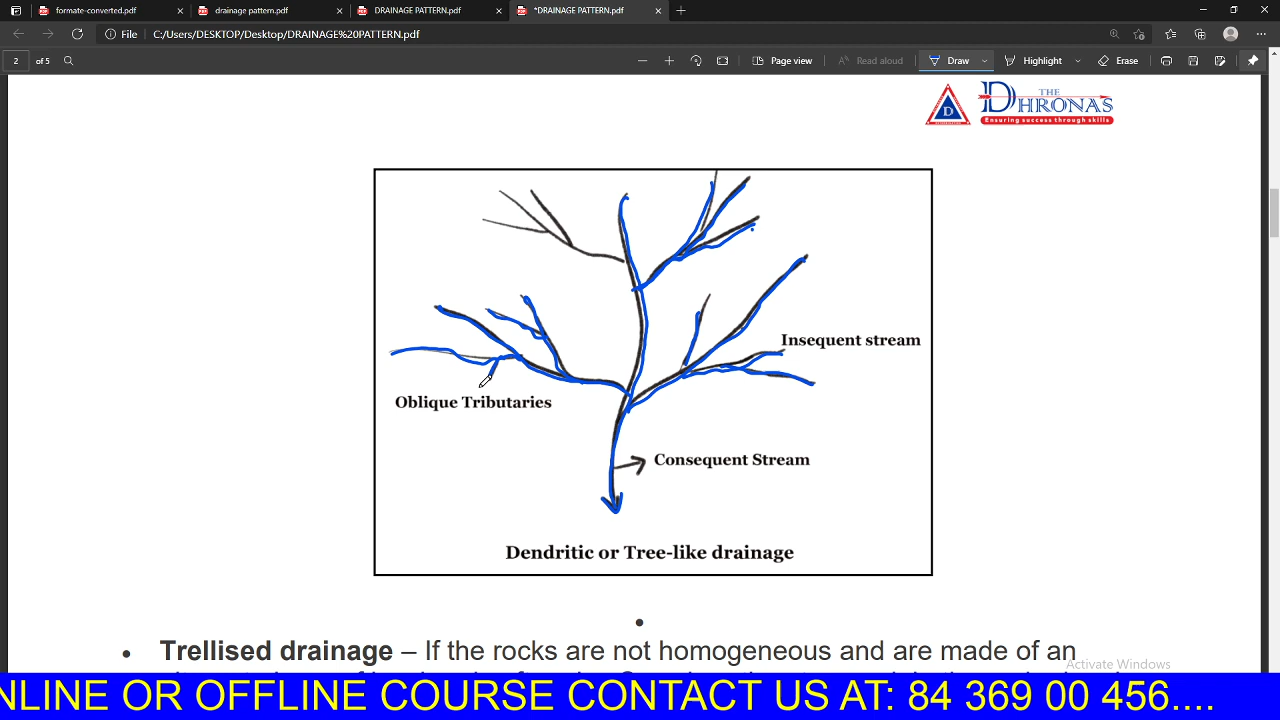 formate-converted.pdf
drainage pattern.pdf
DRAINAGE PATTERN.pdf
*DRAINAGE PATTERN.pdf
File
C:/Users/DESKTOP/Desktop/DRAINAGE%20PATTERN.pdf
2 of 5
Page view
Read aloud
Draw
Highlight
Erase
THE
DHRONAS
Ensuring success through skills
D
Insequent stream
Oblique Tributaries
Consequent Stream
Dendritic or Tree-like drainage
• Trellised drainage – If the rocks are not homogeneous and are made of an
Activate Windows
NLINE OR OFFLINE COURSE CONTACT US AT: 84 369 00 456....